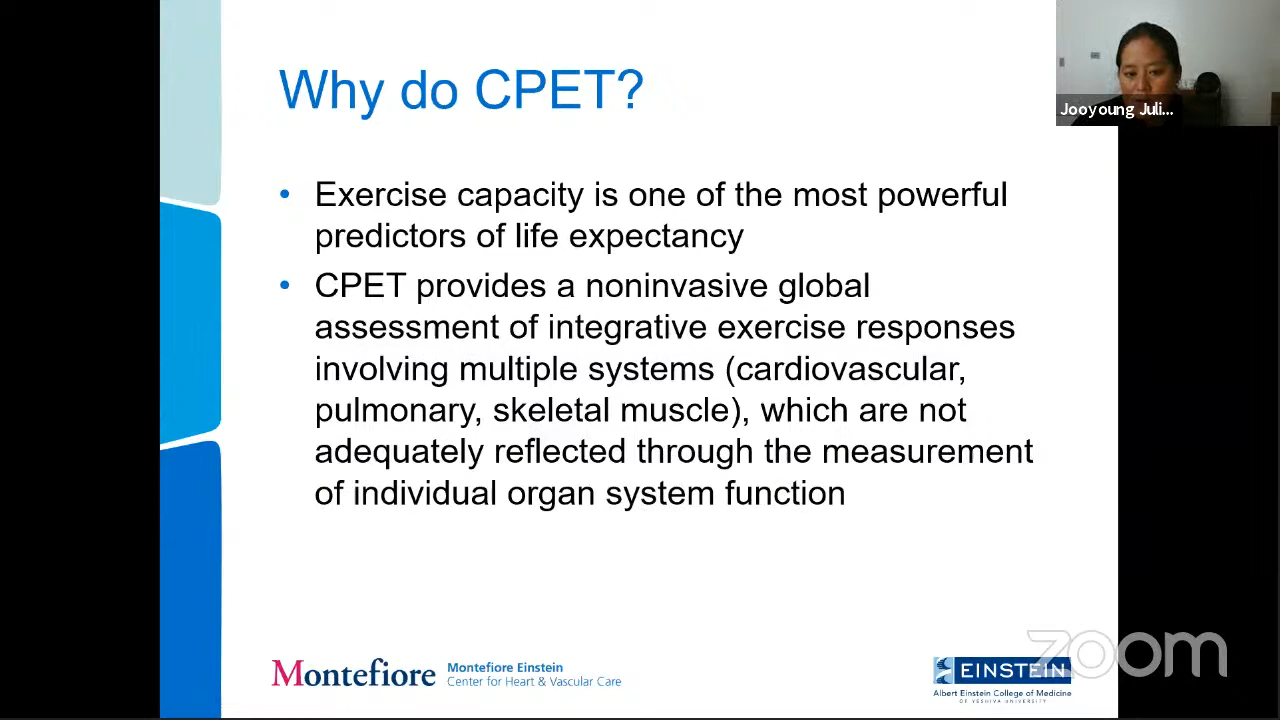 Why do CPET?
Jooyoung Juli...
• Exercise capacity is one of the most powerful
predictors of life expectancy
• CPET provides a noninvasive global
assessment of integrative exercise responses
involving multiple systems (cardiovascular,
pulmonary, skeletal muscle), which are not
adequately reflected through the measurement
of individual organ system function
Montefiore
Montefiore Einstein
Center for Heart & Vascular Care
EINSTEIN
Albert Einstein College of Medicine
OF YESHIVA UNIVERSITY
zoom